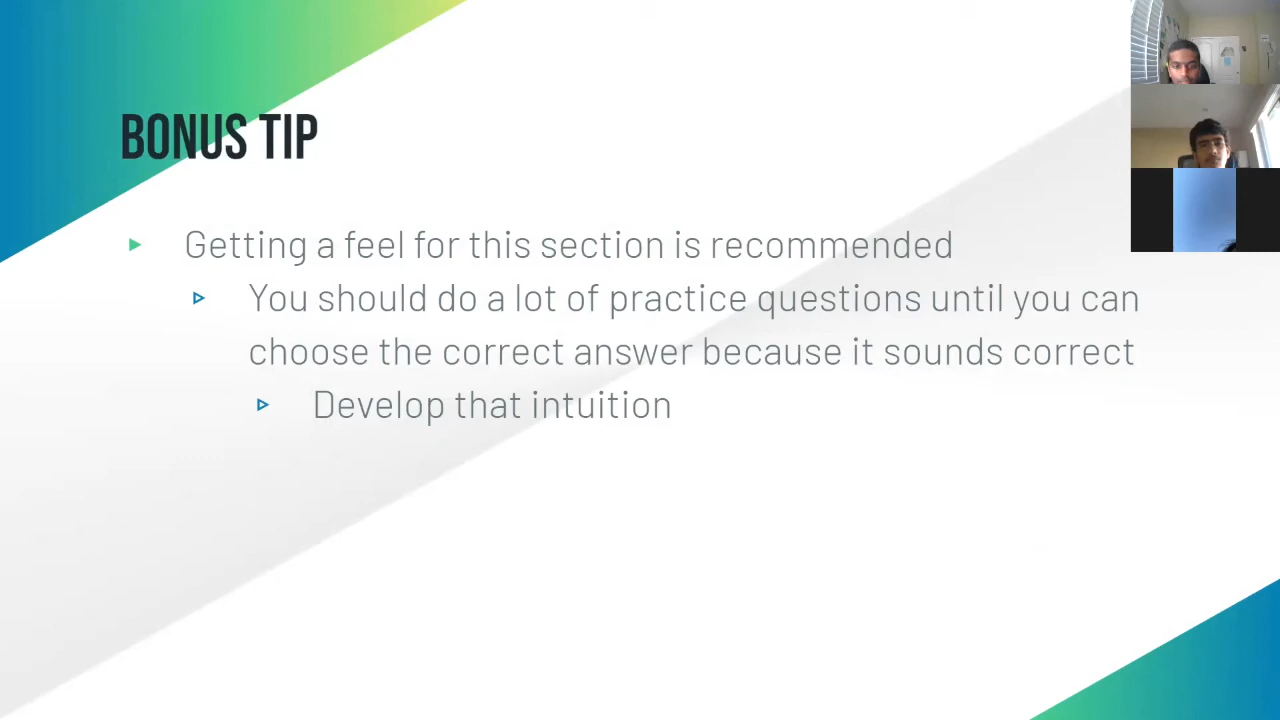 BONUS TIP
Getting a feel for this section is recommended
You should do a lot of practice questions until you can
choose the correct answer because it sounds correct
Develop that intuition